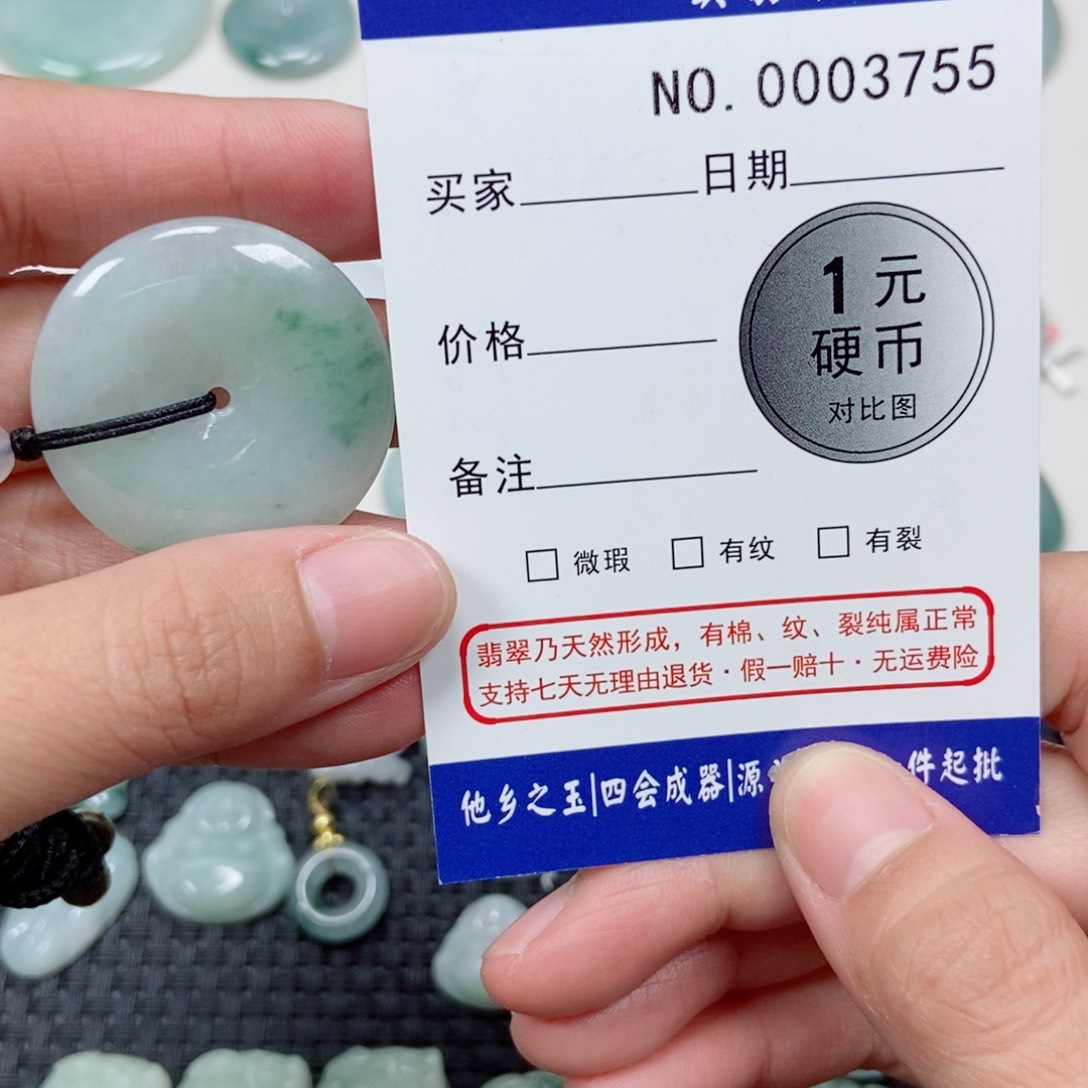 NO.0003755
买家 日期
1元
硬币
对比图
价格
备注
微瑕 有纹 有裂
翡翠乃天然形成，有棉、纹、裂纯属正常
支持七天无理由退货·假一赔十·无运费险
他乡之玉|四会成器|源 件起批